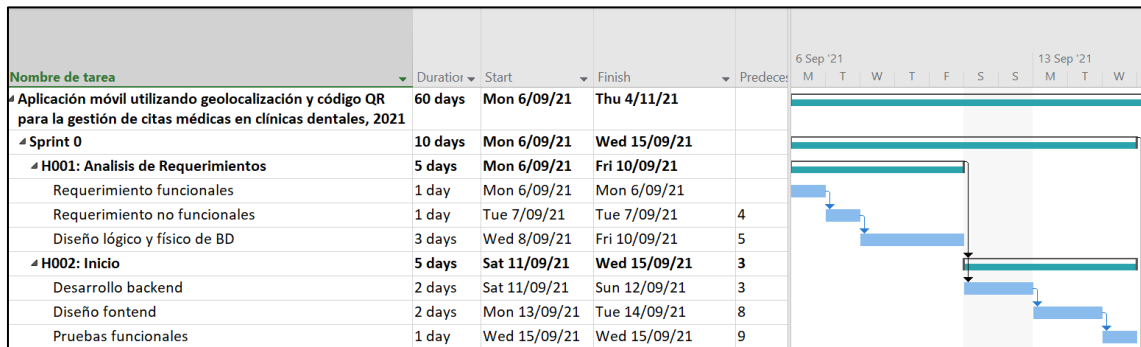 6 Sep '21 13 Sep '21
Nombre de tarea Duration Start Finish Predeces M T W T F S S M T W
Aplicación móvil utilizando geolocalización y código QR 60 days Mon 6/09/21 Thu 4/11/21
para la gestión de citas médicas en clínicas dentales, 2021
Sprint 0 10 days Mon 6/09/21 Wed 15/09/21
H001: Analisis de Requerimientos 5 days Mon 6/09/21 Fri 10/09/21
Requerimiento funcionales 1 day Mon 6/09/21 Mon 6/09/21
Requerimiento no funcionales 1 day Tue 7/09/21 Tue 7/09/21 4
Diseño lógico y físico de BD 3 days Wed 8/09/21 Fri 10/09/21 5
H002: Inicio 5 days Sat 11/09/21 Wed 15/09/21 3
Desarrollo backend 2 days Sat 11/09/21 Sun 12/09/21 3
Diseño fontend 2 days Mon 13/09/21 Tue 14/09/21 8
Pruebas funcionales 1 day Wed 15/09/21 Wed 15/09/21 9